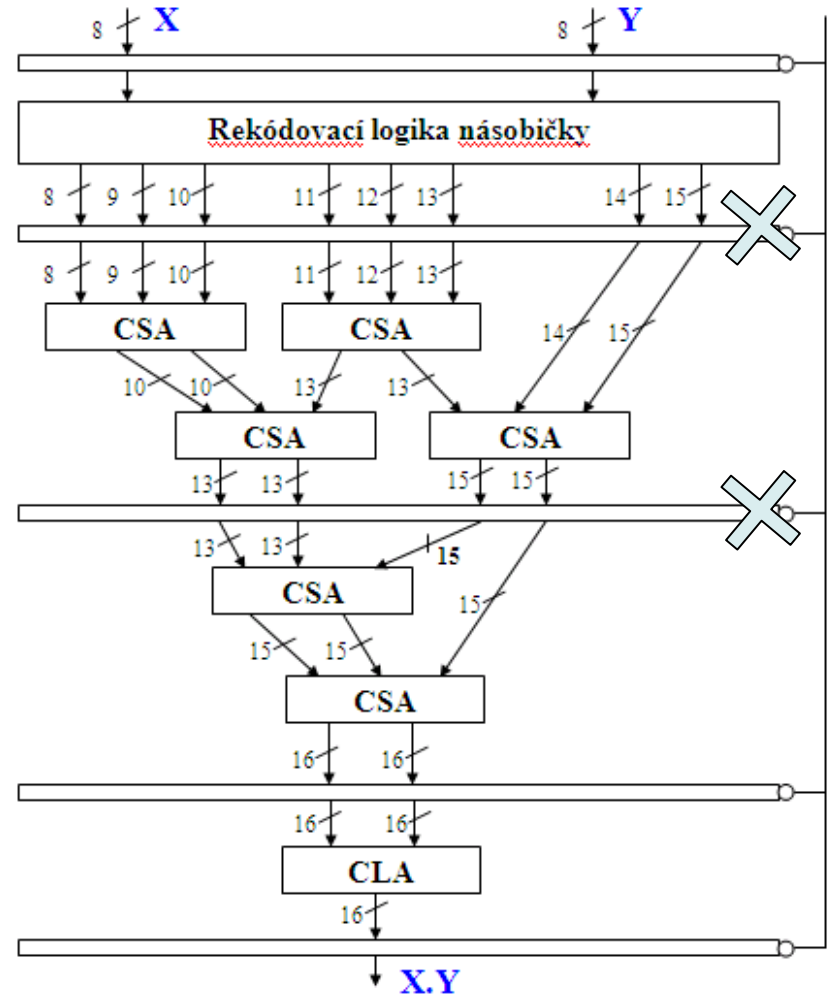 8 X 8 Y
Rekódovací logika násobičky
8 9 10 11 12 13 14 15
8 9 10 11 12 13
CSA CSA
14 15
10 10 13 13
CSA CSA
13 13 15 15
13 13 15
CSA
15
15 15
CSA
16 16
16 16
CLA
16
X.Y